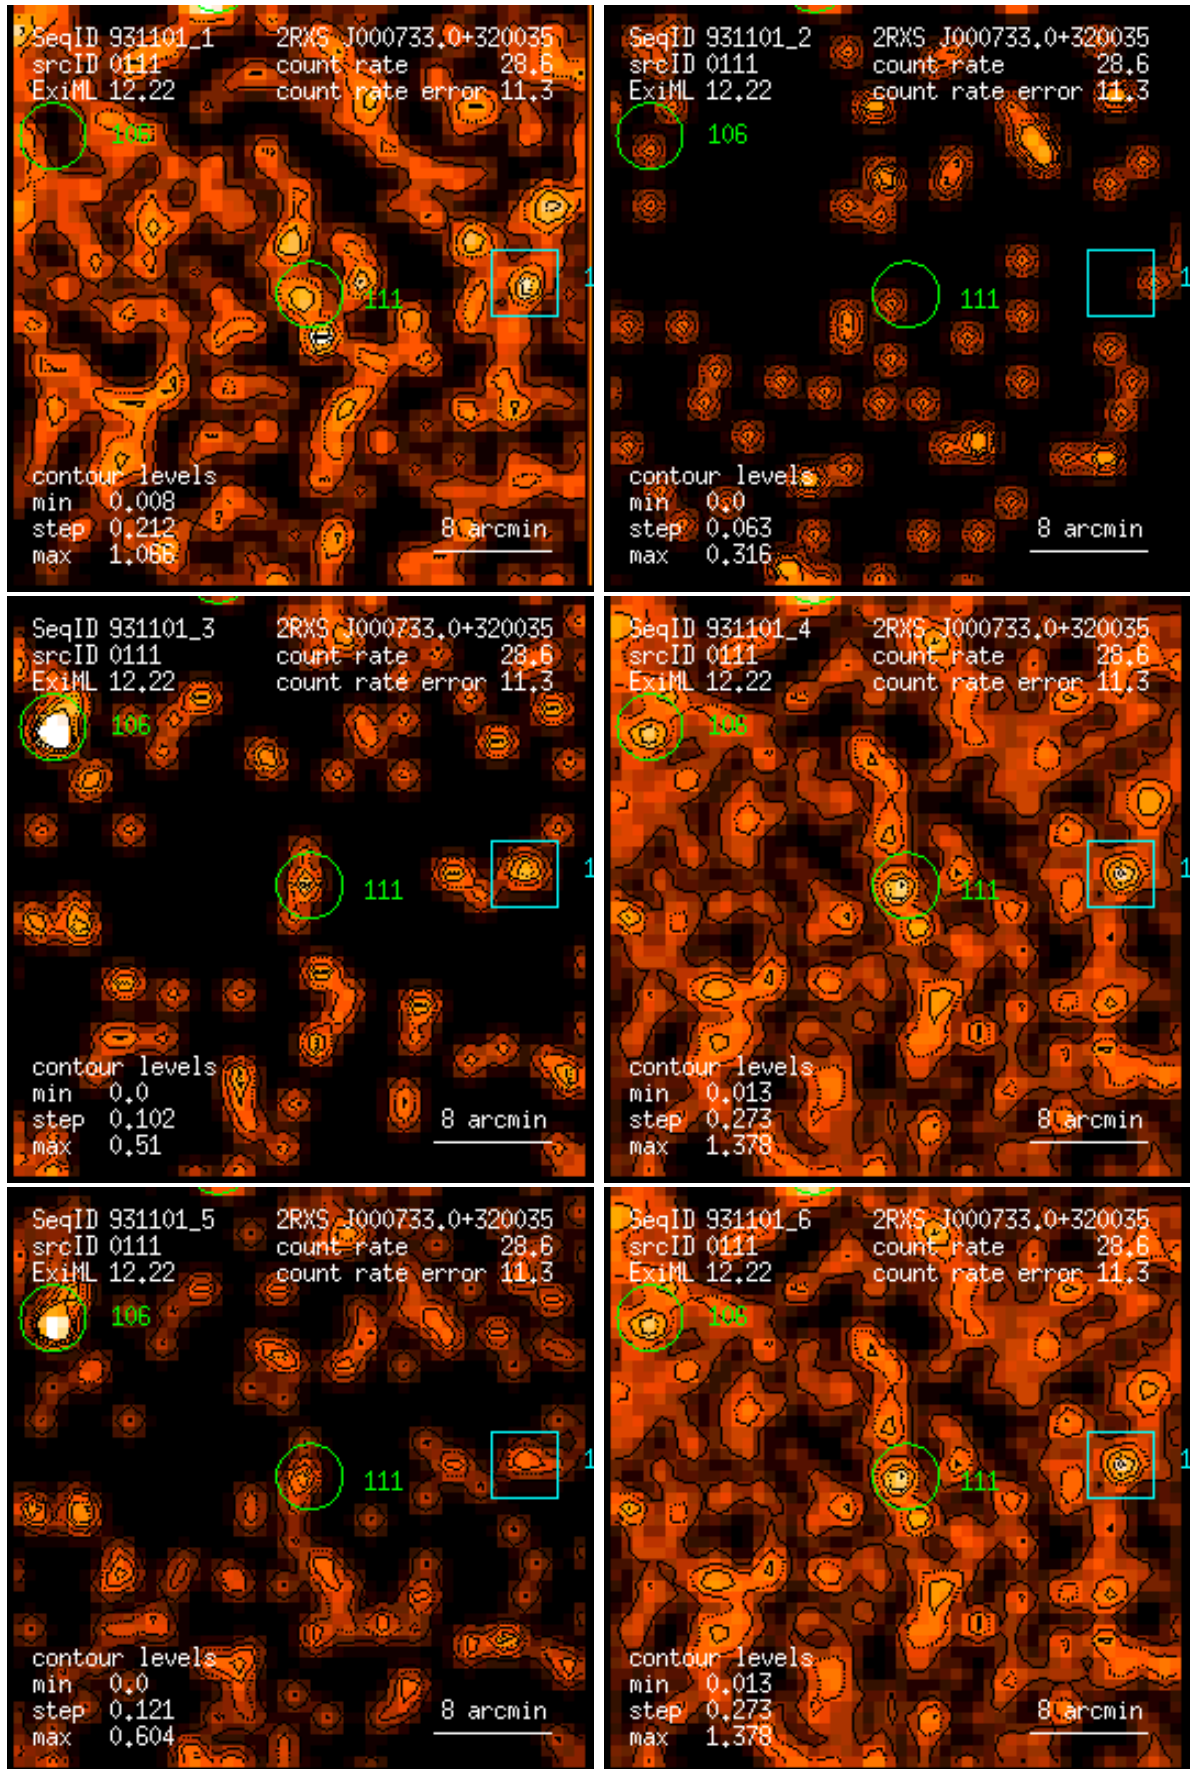 SeqID 931101_1 2RXS J000733.0+320035
srcID 0111 count rate 28.6
ExiML 12.22 count rate error 11.3
106
1
111
contour levels
min 0.008
step 0.212 8 arcmin
max 1.066
SeqID 931101_2 2RXS J000733.0+320035
srcID 0111 count rate 28.6
ExiML 12.22 count rate error 11.3
106
1
111
contour levels
min 0.0
step 0.063 8 arcmin
max 0.316
SeqID 931101_3 2RXS J000733.0+320035
srcID 0111 count rate 28.6
ExiML 12.22 count rate error 11.3
106
1
111
contour levels
min 0.0
step 0.102 8 arcmin
max 0.51
SeqID 931101_4 2RXS J000733.0+320035
srcID 0111 count rate 28.6
ExiML 12.22 count rate error 11.3
106
1
111
contour levels
min 0.013
step 0.273 8 arcmin
max 1.378
SeqID 931101_5 2RXS J000733.0+320035
srcID 0111 count rate 28.6
ExiML 12.22 count rate error 11.3
106
1
111
contour levels
min 0.0
step 0.121 8 arcmin
max 0.604
SeqID 931101_6 2RXS J000733.0+320035
srcID 0111 count rate 28.6
ExiML 12.22 count rate error 11.3
106
1
111
contour levels
min 0.013
step 0.273 8 arcmin
max 1.378